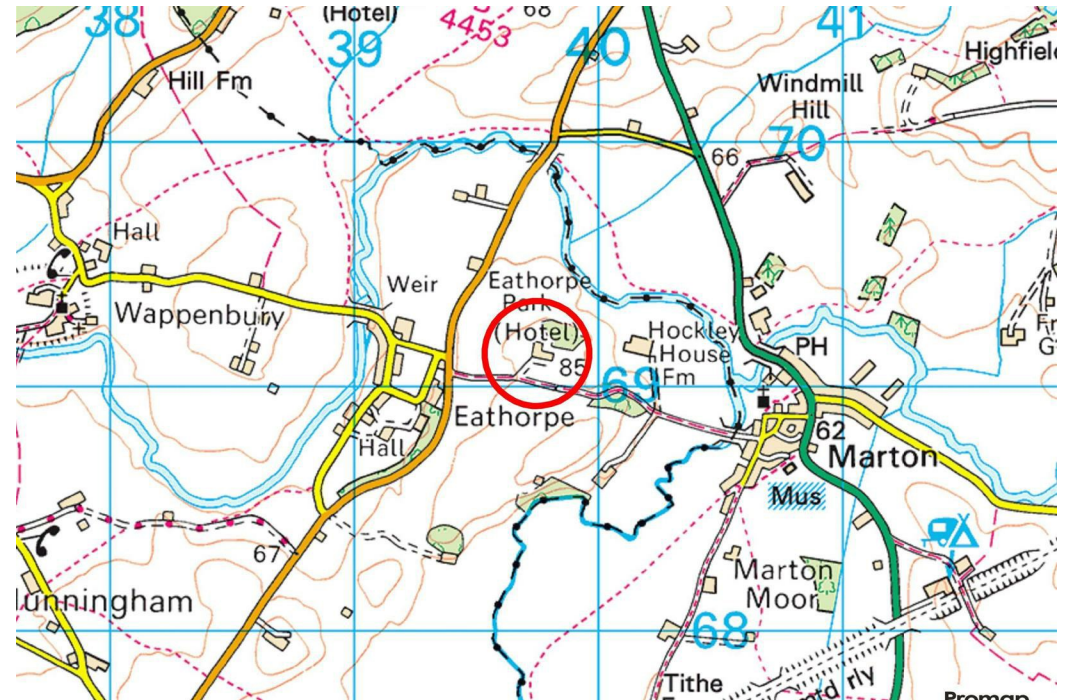 (Hotel)
68
38
39
4453
40
41
Highfiel
Hill Fm
Windmill
Hill
70
66
Hall
Weir
Eathorpe
Park
(Hotel)
Wappenbury
Hockley
House
Fm
PH
85
69
Eathorpe
Hall
62
Marton
Mus
67
Marton
Moor
unningham
68
Tithe
rd rly
Promap